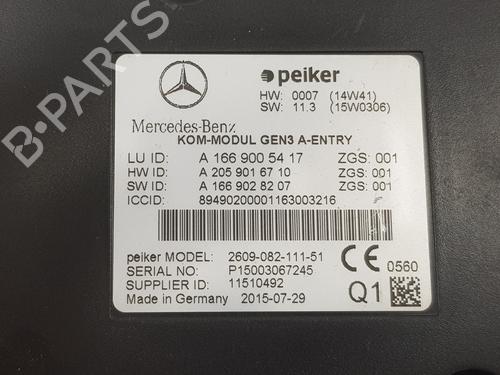 B-PARTS
peiker
HW: 0007 (14W41)
SW: 11.3 (15W0306)
Mercedes-Benz
KOM-MODUL GEN3 A-ENTRY
LU ID: A 166 900 54 17 ZGS: 001
HW ID: A 205 901 67 10 ZGS: 001
SW ID: A 166 902 82 07 ZGS: 001
ICCID: 89490200001163003216
peiker MODEL: 2609-082-111-51
SERIAL NO: P15003067245
SUPPLIER ID: 11510492
Made in Germany 2015-07-29
CE 0560
Q1